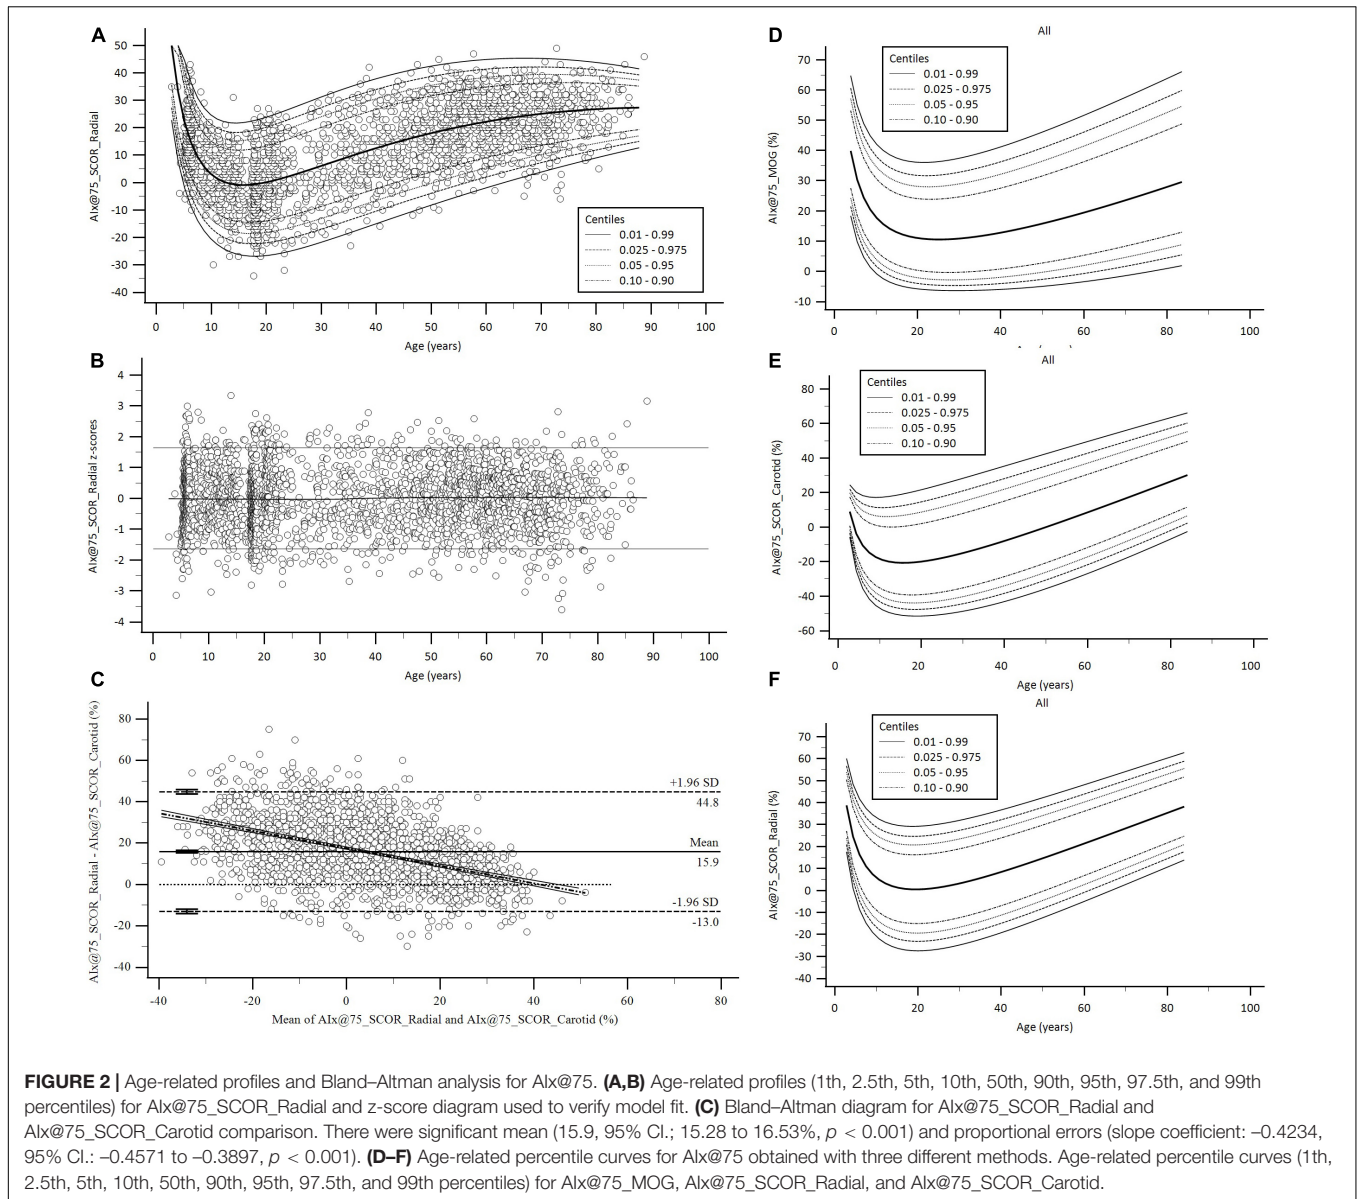 A
AIx@75_SCOR_Radial
50
40
30
20
10
0
-10
-20
-30
-40
Centiles
0.01 - 0.99
0.025 - 0.975
0.05 - 0.95
0.10 - 0.90
0 10 20 30 40 50 60 70 80 90 100
Age (years)
B
AIx@75_SCOR_Radial z-scores
4
3
2
1
0
-1
-2
-3
-4
0 10 20 30 40 50 60 70 80 90 100
Age (years)
C
AIx@75_SCOR_Radial - AIx@75_SCOR_Carotid (%)
80
60
40
20
0
-20
-40
+1.96 SD
44.8
Mean
15.9
-1.96 SD
-13.0
-40 -20 0 20 40 60 80
Mean of AIx@75_SCOR_Radial and AIx@75_SCOR_Carotid (%)
D
All
AIx@75_MOG (%)
70
60
50
40
30
20
10
0
-10
Centiles
0.01 - 0.99
0.025 - 0.975
0.05 - 0.95
0.10 - 0.90
0 20 40 60 80 100
E
All
AIx@75_SCOR_Carotid (%)
80
60
40
20
0
-20
-40
-60
Centiles
0.01 - 0.99
0.025 - 0.975
0.05 - 0.95
0.10 - 0.90
0 20 40 60 80 100
Age (years)
F
All
AIx@75_SCOR_Radial (%)
70
60
50
40
30
20
10
0
-10
-20
-30
-40
Centiles
0.01 - 0.99
0.025 - 0.975
0.05 - 0.95
0.10 - 0.90
0 20 40 60 80 100
Age (years)
FIGURE 2 | Age-related profiles and Bland–Altman analysis for AIx@75. (A,B) Age-related profiles (1th, 2.5th, 5th, 10th, 50th, 90th, 95th, 97.5th, and 99th
percentiles) for AIx@75_SCOR_Radial and z-score diagram used to verify model fit. (C) Bland–Altman diagram for AIx@75_SCOR_Radial and
AIx@75_SCOR_Carotid comparison. There were significant mean (15.9, 95% CI.; 15.28 to 16.53%, p < 0.001) and proportional errors (slope coefficient: –0.4234,
95% CI.: –0.4571 to –0.3897, p < 0.001). (D–F) Age-related percentile curves for AIx@75 obtained with three different methods. Age-related percentile curves (1th,
2.5th, 5th, 10th, 50th, 90th, 95th, 97.5th, and 99th percentiles) for AIx@75_MOG, AIx@75_SCOR_Radial, and AIx@75_SCOR_Carotid.